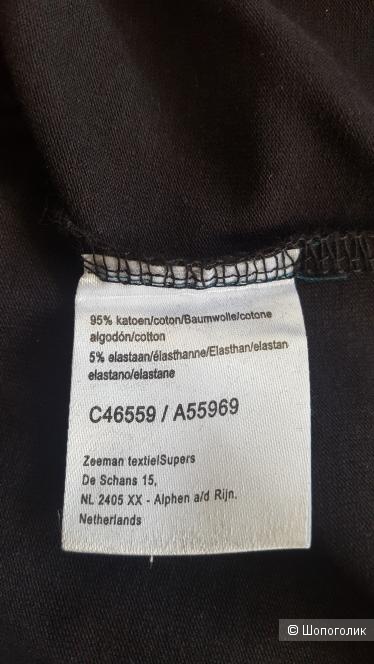 95% katoen/coton/Baumwolle/cotone
algodón/cotton
5% elastaan/élasthanne/Elasthan/elastan
elastano/elastane
C46559 / A55969
Zeeman textielSupers
De Schans 15,
NL 2405 XX - Alphen a/d Rijn.
Netherlands
© Шопоголик